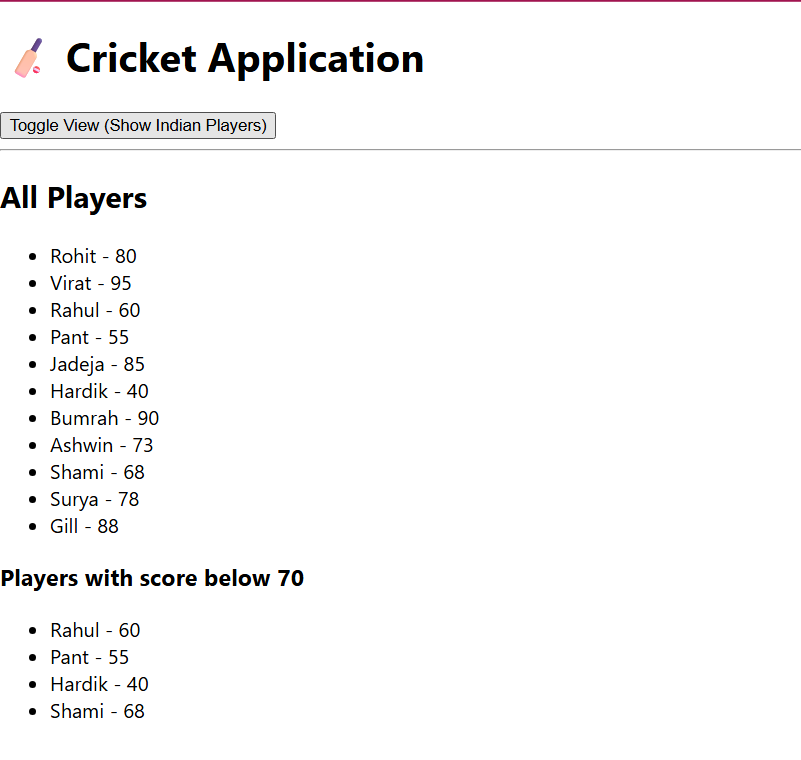 Cricket Application
Toggle View (Show Indian Players)
All Players
Rohit - 80
Virat - 95
Rahul - 60
Pant - 55
Jadeja - 85
Hardik - 40
Bumrah - 90
Ashwin - 73
Shami - 68
Surya - 78
Gill - 88
Players with score below 70
Rahul - 60
Pant - 55
Hardik - 40
Shami - 68